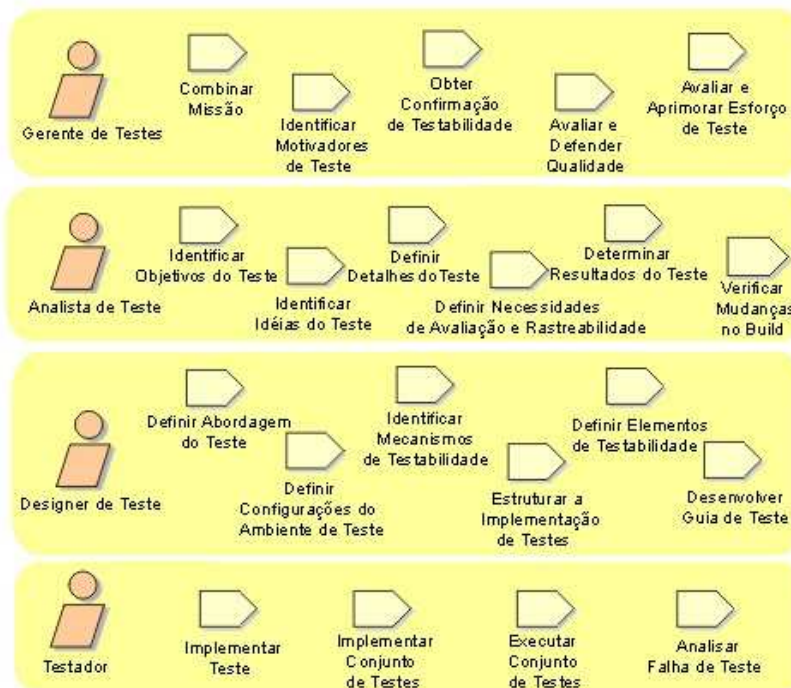 Gerente de Testes
Combinar
Missão
Identificar
Motivadores
de Teste
Obter
Confirmação
de Testabilidade
Avaliar e
Defender
Qualidade
Avaliar e
Aprimorar Esforço
de Teste
Analista de Teste
Identificar
Objetivos do Teste
Identificar
Idéias do Teste
Definir
Detalhes do Teste
Definir Necessidades
de Avaliação e Rastreabilidade
Determinar
Resultados do Teste
Verificar
Mudanças
no Build
Designer de Teste
Definir Abordagem
do Teste
Definir
Configurações do
Ambiente de Teste
Identificar
Mecanismos
de Testabilidade
Estruturar a
Implementação
de Testes
Definir Elementos
de Testabilidade
Desenvolver
Guia de Teste
Testador
Implementar
Teste
Implementar
Conjunto
de Testes
Executar
Conjunto
de Testes
Analisar
Falha de Teste